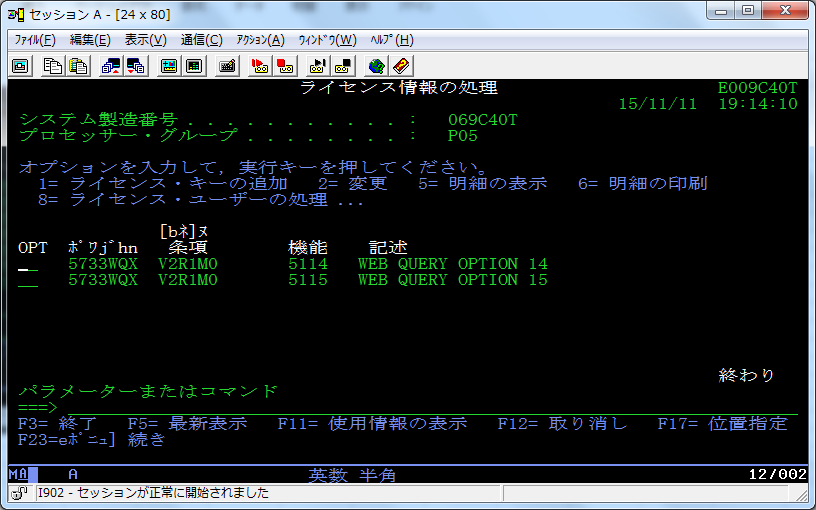 セッション A - [24 x 80]
ﾌｧｲﾙ(F) 編集(E) 表示(V) 通信(C) ｱｸｼｮﾝ(A) ｳｨﾝﾄﾞｳ(W) ﾍﾙﾌﾟ(H)
ライセンス情報の処理 E009C40T
15/11/11 19:14:10
システム製造番号 . . . . . . . . . . . : 069C40T
プロセッサー・グループ . . . . . . . . : P05
オプションを入力して, 実行キーを押してください。
1= ライセンス・キーの追加 2= 変更 5= 明細の表示 6= 明細の印刷
8= ライセンス・ユーザーの処理 ...
[bﾈ]ﾇ
OPT ﾎﾟﾜjﾞhn 条項 機能 記述
5733WQX V2R1M0 5114 WEB QUERY OPTION 14
5733WQX V2R1M0 5115 WEB QUERY OPTION 15
終わり
パラメーターまたはコマンド
===>
F3= 終了 F5= 最新表示 F11= 使用情報の表示 F12= 取り消し F17= 位置指定
F23=eﾎﾟﾆｭ] 続き
MA A 英数 半角 12/002
I902 - セッションが正常に開始されました